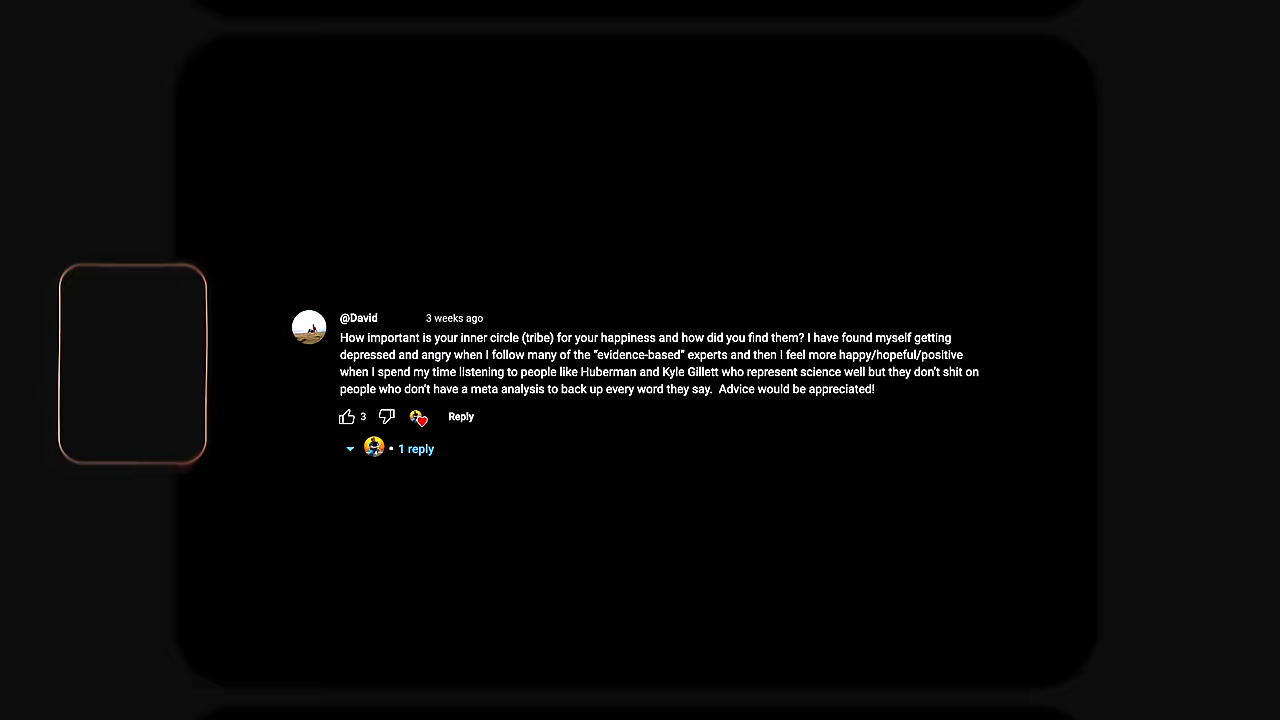 @David 3 weeks ago
How important is your inner circle (tribe) for your happiness and how did you find them? I have found myself getting
depressed and angry when I follow many of the "evidence-based" experts and then I feel more happy/hopeful/positive
when I spend my time listening to people like Huberman and Kyle Gillett who represent science well but they don't shit on
people who don't have a meta analysis to back up every word they say.  Advice would be appreciated!
3 Reply
• 1 reply